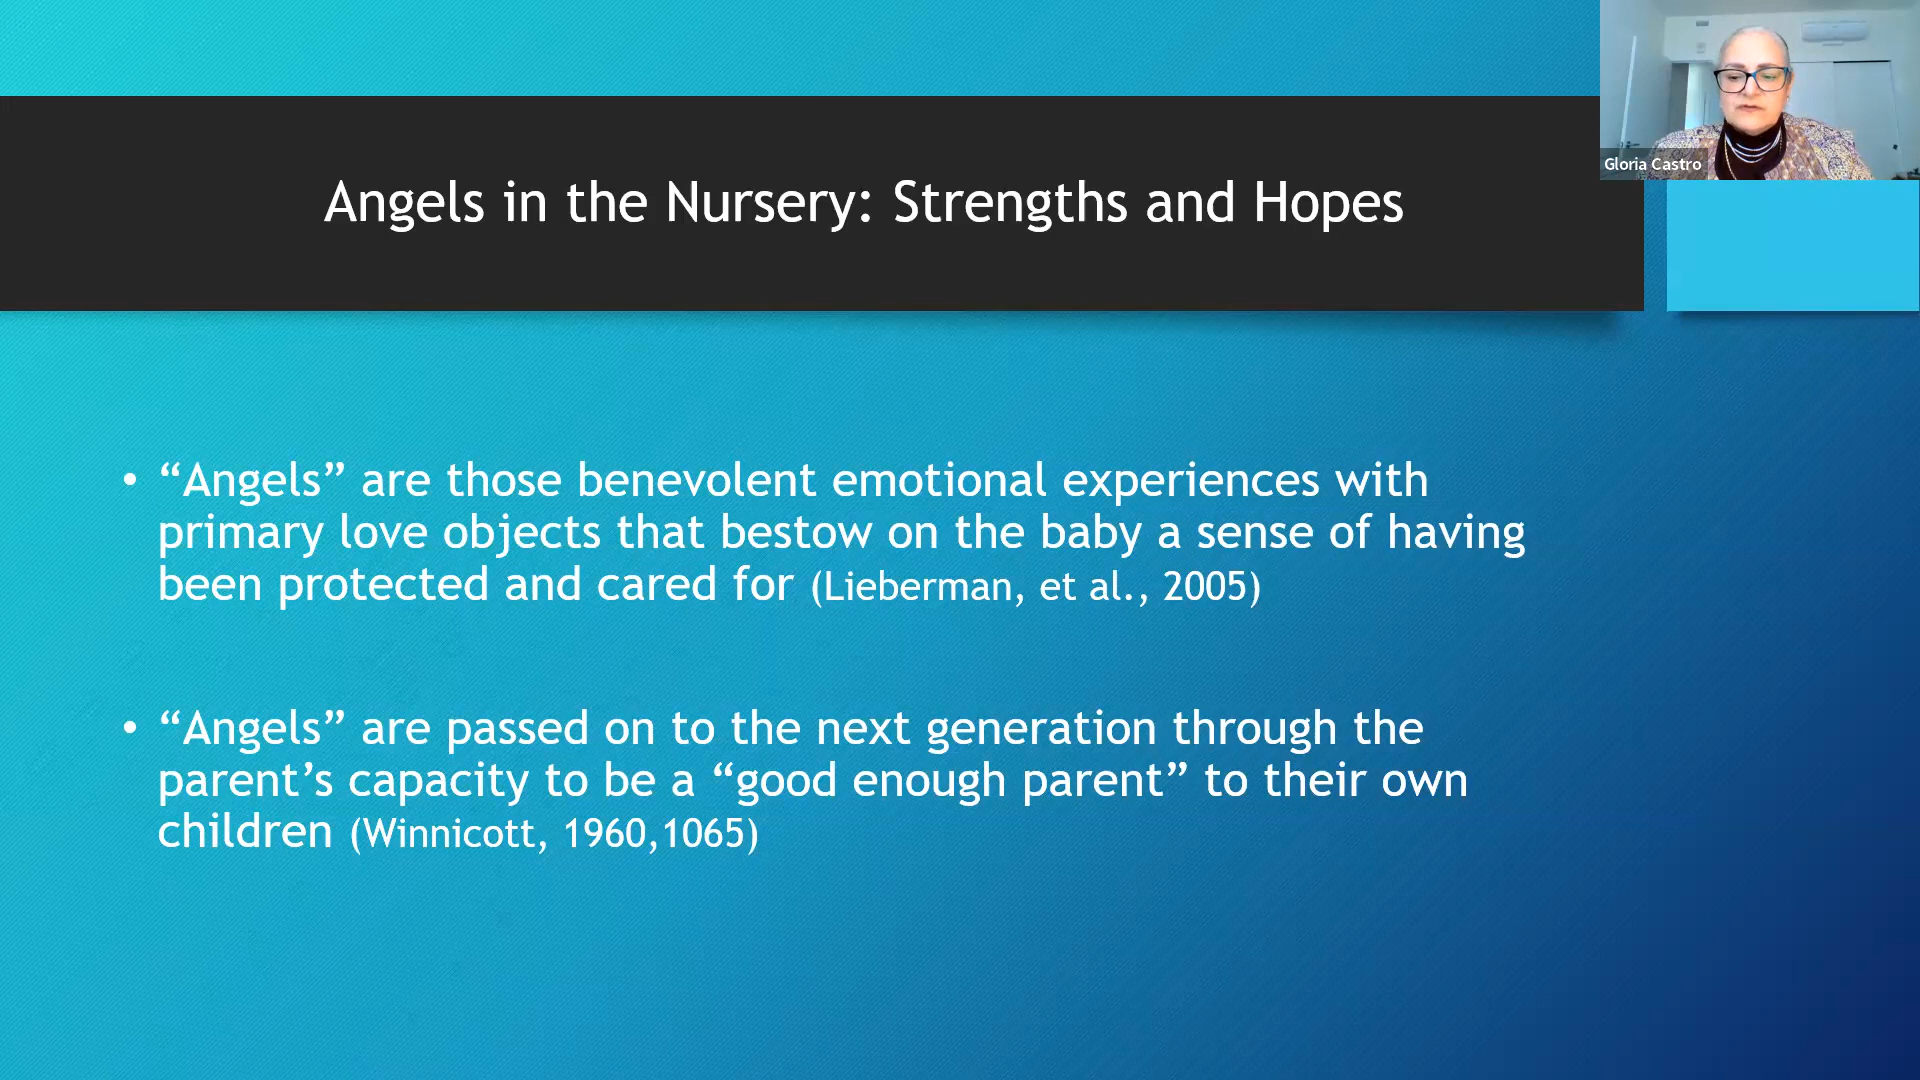 Angels in the Nursery: Strengths and Hopes
Gloria Castro
• “Angels” are those benevolent emotional experiences with
primary love objects that bestow on the baby a sense of having
been protected and cared for (Lieberman, et al., 2005)
• “Angels” are passed on to the next generation through the
parent’s capacity to be a “good enough parent” to their own
children (Winnicott, 1960,1065)